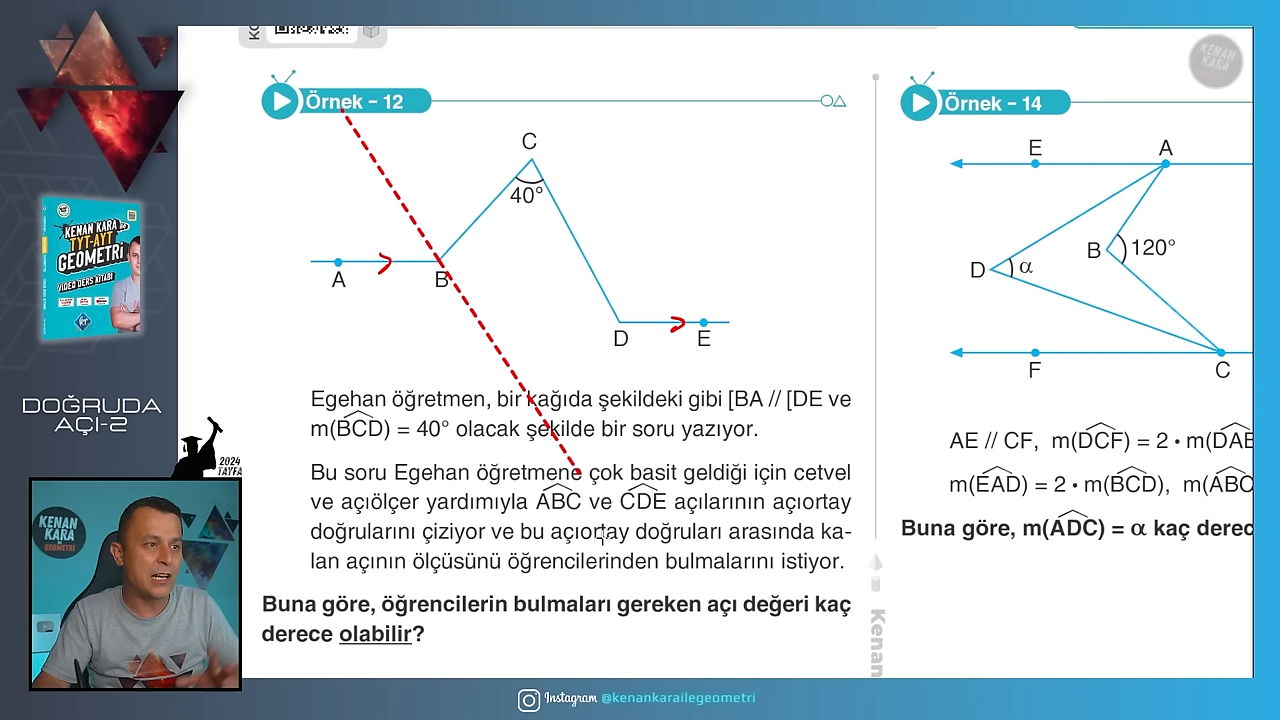 KENAN KARA
TYT-AYT
GEOMETRİ
VİDEO DERS KİTABI
DOĞRUDA
AÇI-2
2024
TAYFA
KENAN
KARA
GEOMETRİ
Örnek – 12
C
40°
A
B
D
E
Egehan öğretmen, bir kağıda şekildeki gibi [BA // [DE ve
m(BCD) = 40° olacak şekilde bir soru yazıyor.
Bu soru Egehan öğretmene çok basit geldiği için cetvel
ve açıölçer yardımıyla ABC ve CDE açılarının açıortay
doğrularını çiziyor ve bu açıortay doğruları arasında ka-
lan açının ölçüsünü öğrencilerinden bulmalarını istiyor.
Buna göre, öğrencilerin bulmaları gereken açı değeri kaç
derece olabilir?
Kenan
KENAN
KARA
Örnek – 14
E
A
B
120°
D
α
F
C
AE // CF, m(DCF) = 2 • m(DAE
m(EAD) = 2 • m(BCD), m(ABC
Buna göre, m(ADC) = α kaç derec
Instagram @kenankarailegeometri